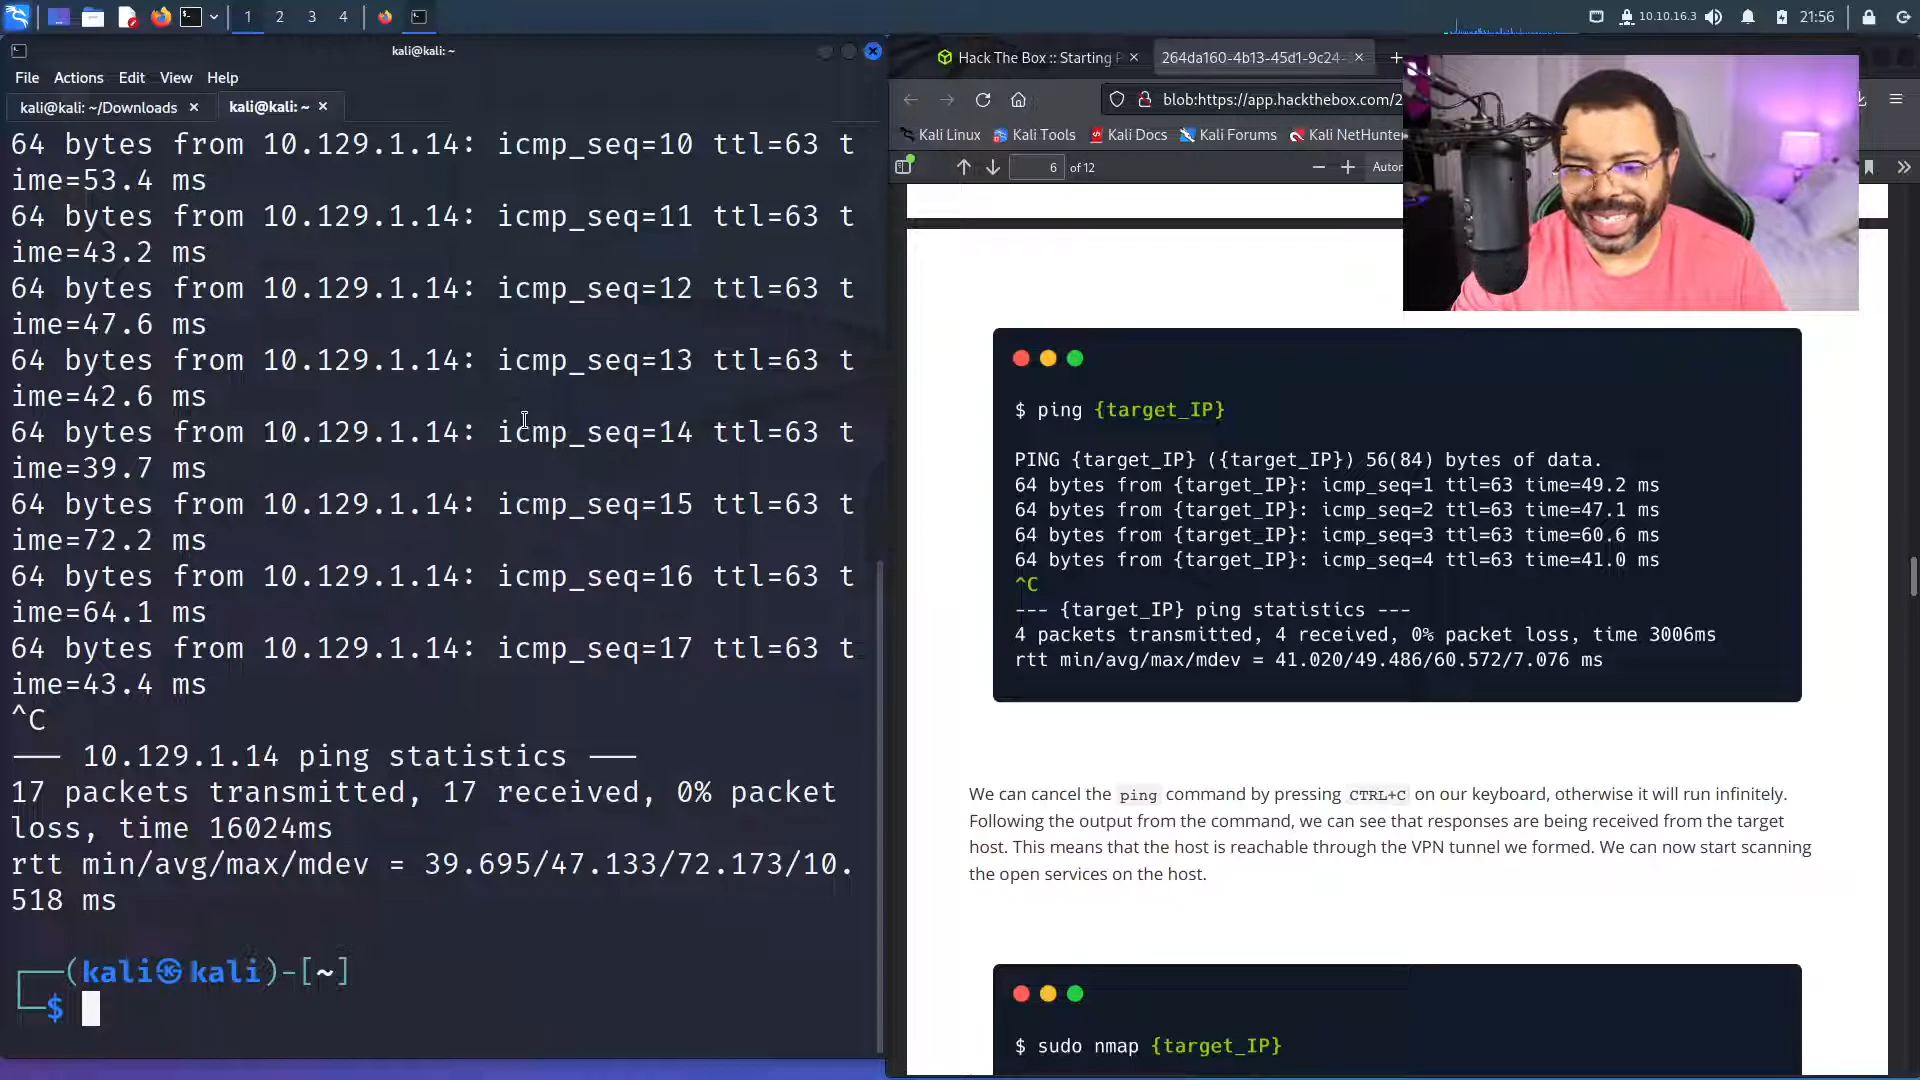 1 2 3 4
10.10.16.3
21:56
kali@kali: ~
File Actions Edit View Help
kali@kali: ~/Downloads
kali@kali: ~
64 bytes from 10.129.1.14: icmp_seq=10 ttl=63 t
ime=53.4 ms
64 bytes from 10.129.1.14: icmp_seq=11 ttl=63 t
ime=43.2 ms
64 bytes from 10.129.1.14: icmp_seq=12 ttl=63 t
ime=47.6 ms
64 bytes from 10.129.1.14: icmp_seq=13 ttl=63 t
ime=42.6 ms
64 bytes from 10.129.1.14: icmp_seq=14 ttl=63 t
ime=39.7 ms
64 bytes from 10.129.1.14: icmp_seq=15 ttl=63 t
ime=72.2 ms
64 bytes from 10.129.1.14: icmp_seq=16 ttl=63 t
ime=64.1 ms
64 bytes from 10.129.1.14: icmp_seq=17 ttl=63 t
ime=43.4 ms
^C
--- 10.129.1.14 ping statistics ---
17 packets transmitted, 17 received, 0% packet
loss, time 16024ms
rtt min/avg/max/mdev = 39.695/47.133/72.173/10.
518 ms
(kali㉿kali)-[~]
$
Hack The Box :: Starting P
264da160-4b13-45d1-9c24-
blob:https://app.hackthebox.com/2
Kali Linux Kali Tools Kali Docs Kali Forums Kali NetHunter
6 of 12
Auton
$ ping {target_IP}
PING {target_IP} ({target_IP}) 56(84) bytes of data.
64 bytes from {target_IP}: icmp_seq=1 ttl=63 time=49.2 ms
64 bytes from {target_IP}: icmp_seq=2 ttl=63 time=47.1 ms
64 bytes from {target_IP}: icmp_seq=3 ttl=63 time=60.6 ms
64 bytes from {target_IP}: icmp_seq=4 ttl=63 time=41.0 ms
^C
--- {target_IP} ping statistics ---
4 packets transmitted, 4 received, 0% packet loss, time 3006ms
rtt min/avg/max/mdev = 41.020/49.486/60.572/7.076 ms
We can cancel the ping command by pressing CTRL+C on our keyboard, otherwise it will run infinitely.
Following the output from the command, we can see that responses are being received from the target
host. This means that the host is reachable through the VPN tunnel we formed. We can now start scanning
the open services on the host.
$ sudo nmap {target_IP}